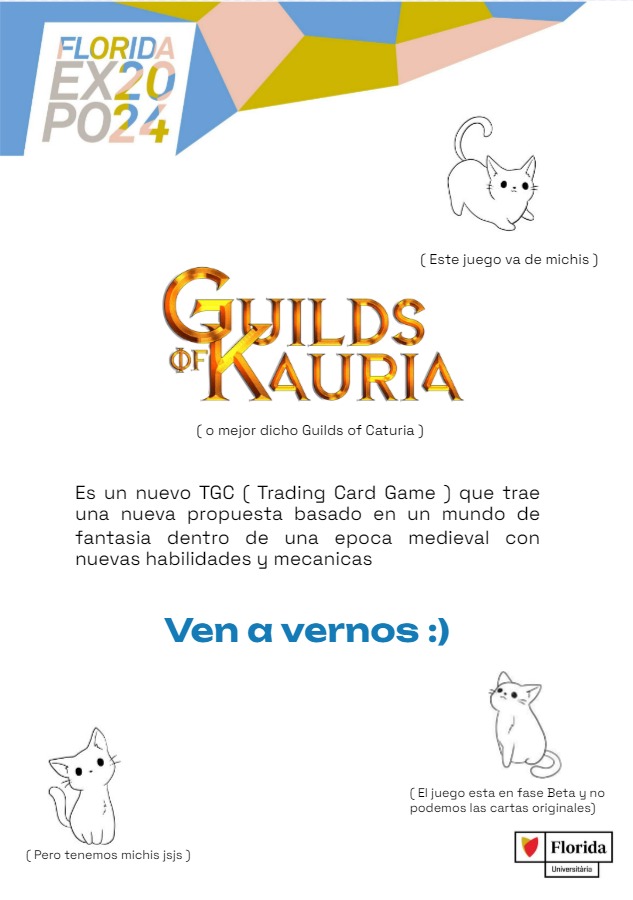 FLORIDA
EX20
PO24
( Este juego va de michis )
GUILDS
OF KAURIA
( o mejor dicho Guilds of Caturia )
Es un nuevo TGC ( Trading Card Game ) que trae
una nueva propuesta basado en un mundo de
fantasia dentro de una epoca medieval con
nuevas habilidades y mecanicas
Ven a vernos :)
( El juego esta en fase Beta y no
podemos las cartas originales)
( Pero tenemos michis jsjs )
Florida
Universitària